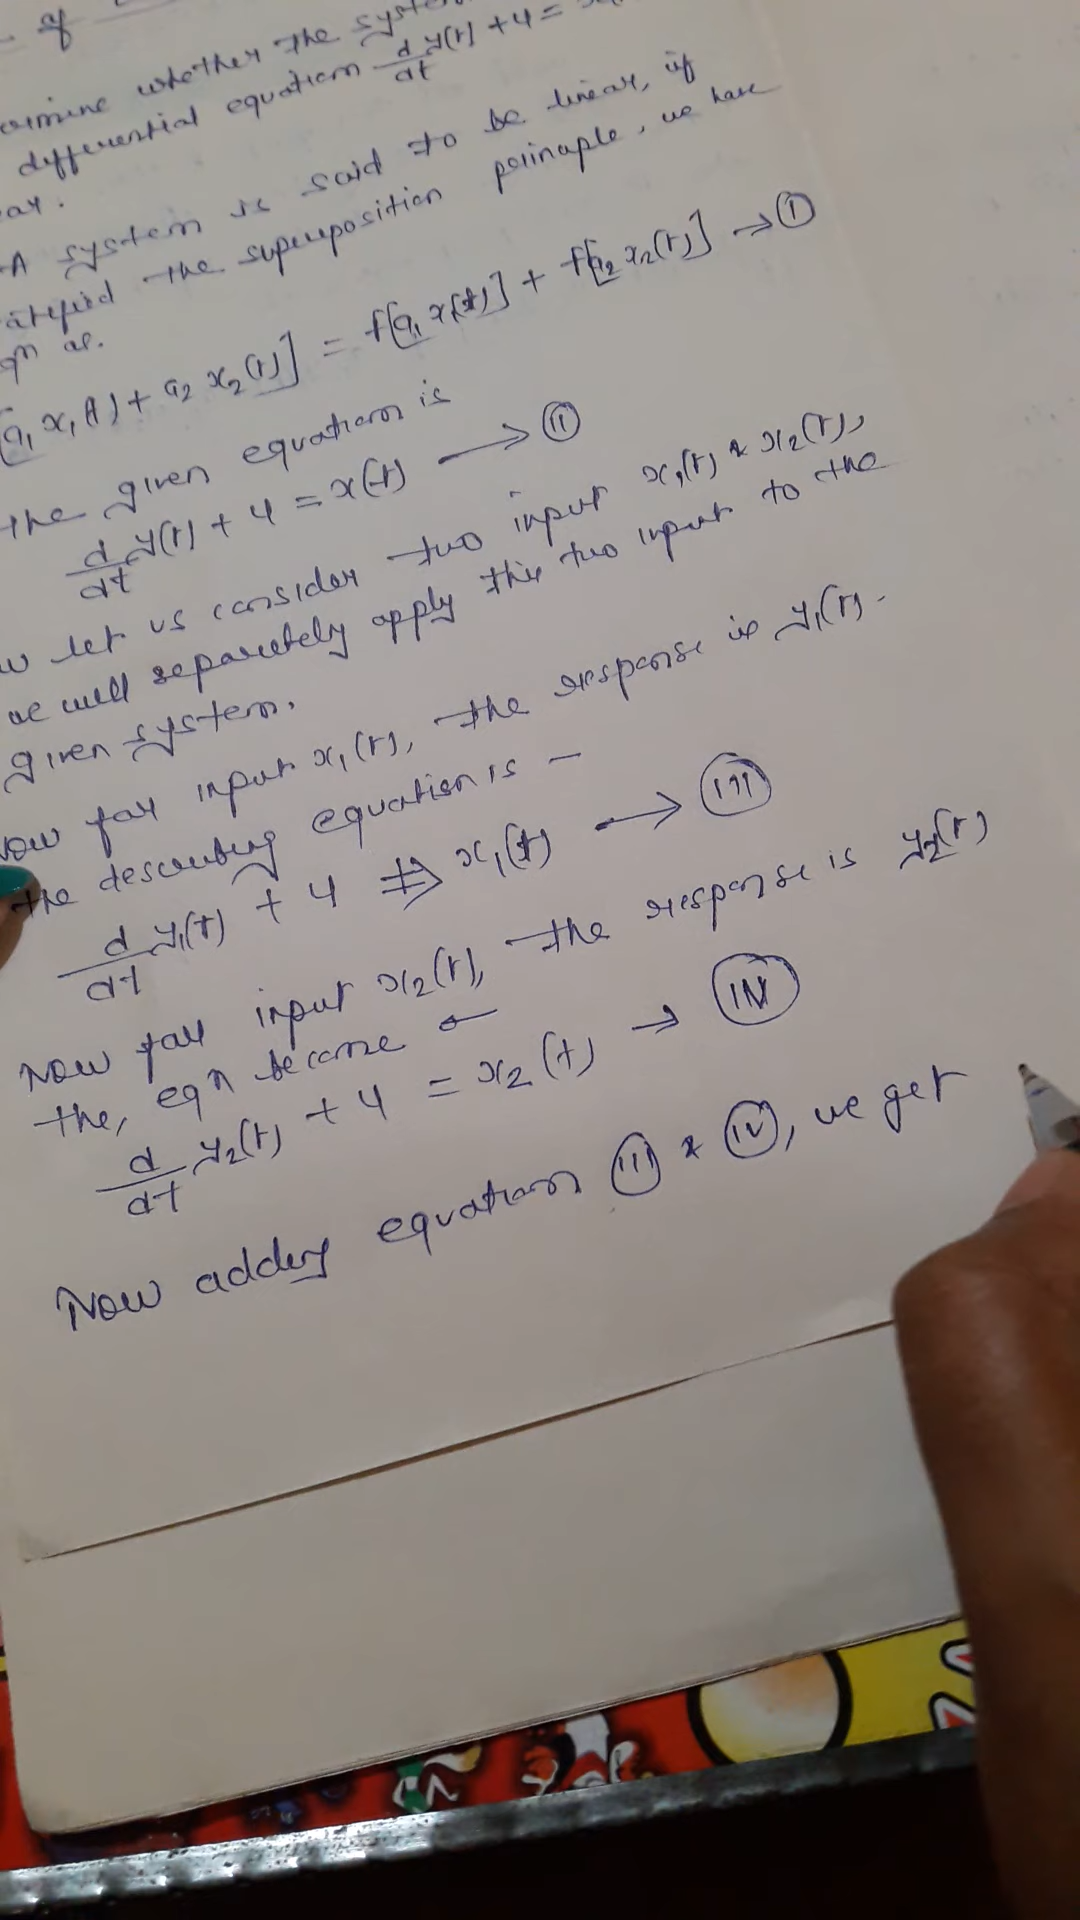 of
whether the
differential equation d/dt y(t) + 4 =
A system is said to be linear, if
the superposition principle, we have
a1 x1(t) + a2 x2(t)] = f[a1 x1(t)] + f[a2 x2(t)] → (I)
the given equation is
d/dt y(t) + 4 = x(t) → (II)
let us consider two input x1(t) & x2(t),
we will separately apply this two input to the
given system.
Now for input x1(t), the response is y1(t).
the describing equation is –
d/dt y1(t) + 4 ⇒ x1(t) → (III)
Now for input x2(t), the response is y2(t)
the, eqn become –
d/dt y2(t) + 4 = x2(t) → (IV)
Now adding equation (III) & (IV), we get